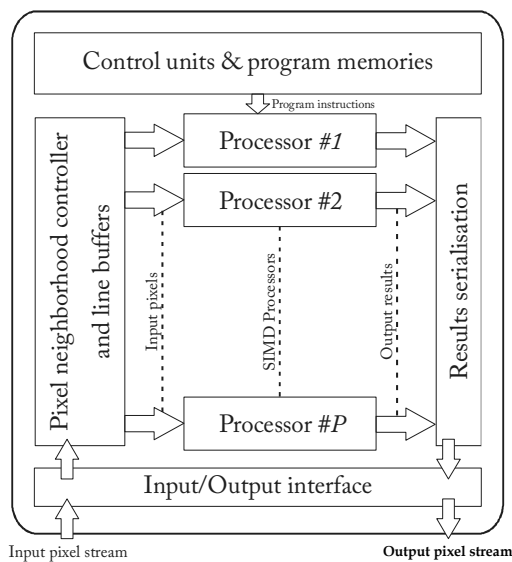 Control units & program memories
Program instructions
Processor #1
Processor #2
Pixel neighborhood controller
and line buffers
Input pixels
SIMD Processors
Output results
Results serialisation
Processor #P
Input/Output interface
Input pixel stream
Output pixel stream